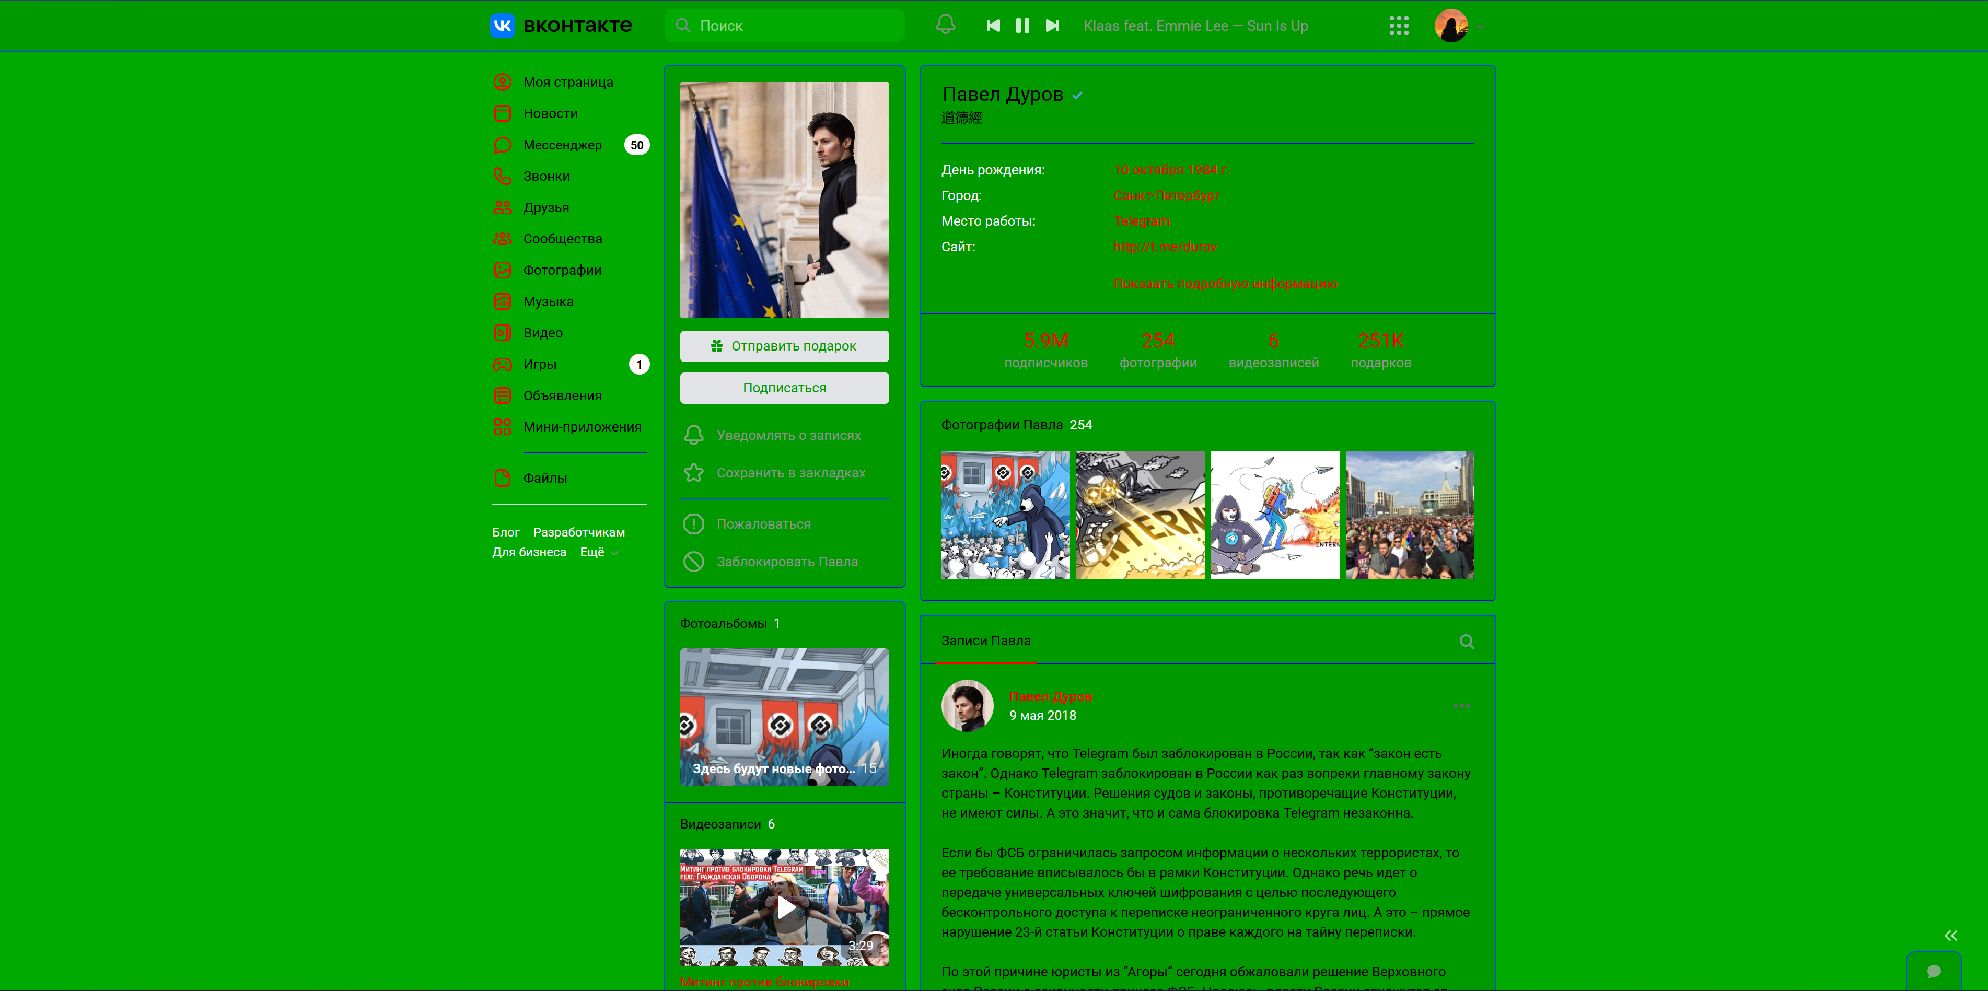 вконтакте
Поиск
Klaas feat. Emmie Lee — Sun Is Up
Моя страница
Новости
Мессенджер 50
Звонки
Друзья
Сообщества
Фотографии
Музыка
Видео
Игры 1
Объявления
Мини-приложения
Файлы
Блог Разработчикам
Для бизнеса Ещё
Отправить подарок
Подписаться
Уведомлять о записях
Сохранить в закладках
Пожаловаться
Заблокировать Павла
Фотоальбомы 1
Здесь будут новые фото... 15
Видеозаписи 6
Митинг против блокировки Telegram
feat. Гражданская Оборона
3:29
Митинг против блокировки
Павел Дуров
道德經
День рождения: 10 октября 1984 г.
Город: Санкт-Петербург
Место работы: Telegram
Сайт: http://t.me/durov
Показать подробную информацию
5.9M 254 6 251K
подписчиков фотографии видеозаписей подарков
Фотографии Павла 254
INTERN
INTERN
Записи Павла
Павел Дуров
9 мая 2018
Иногда говорят, что Telegram был заблокирован в России, так как "закон есть
закон". Однако Telegram заблокирован в России как раз вопреки главному закону
страны – Конституции. Решения судов и законы, противоречащие Конституции,
не имеют силы. А это значит, что и сама блокировка Telegram незаконна.
Если бы ФСБ ограничилась запросом информации о нескольких террористах, то
ее требование вписывалось бы в рамки Конституции. Однако речь идет о
передаче универсальных ключей шифрования с целью последующего
бесконтрольного доступа к переписке неограниченного круга лиц. А это – прямое
нарушение 23-й статьи Конституции о праве каждого на тайну переписки.
По этой причине юристы из "Агоры" сегодня обжаловали решение Верховного